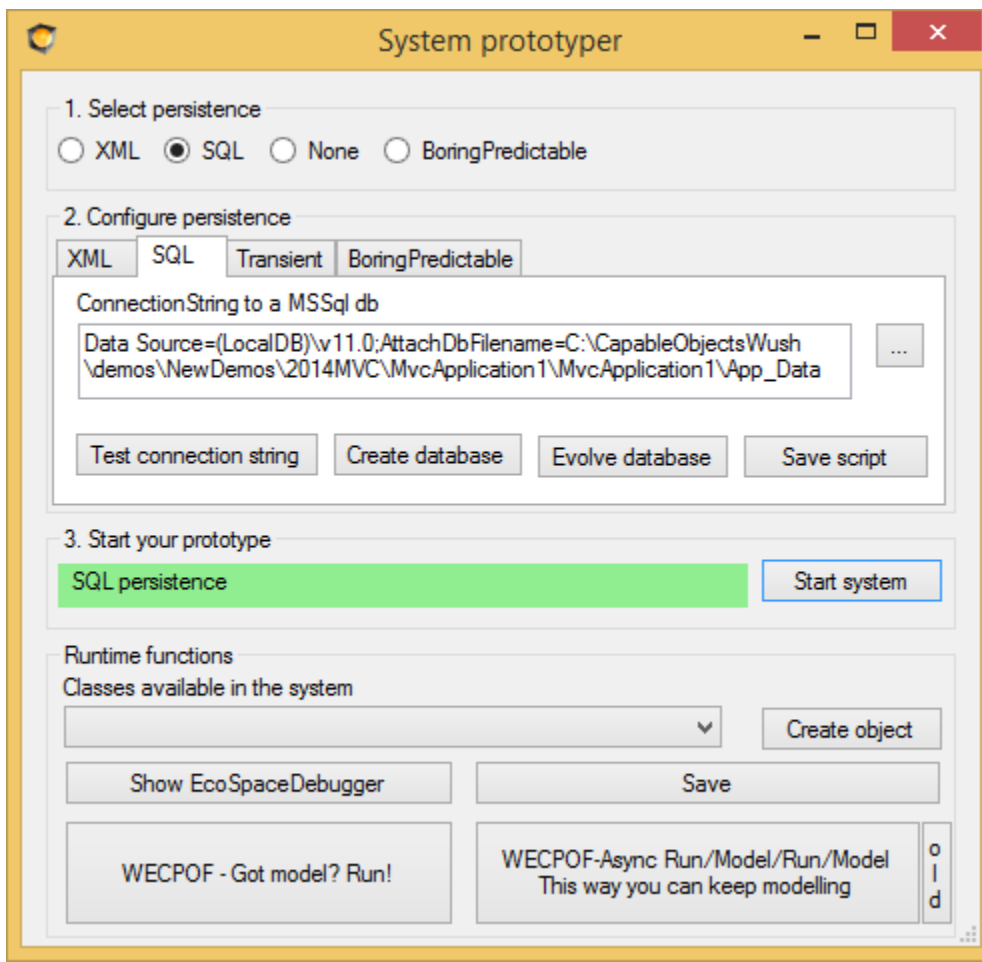 System prototyper
1. Select persistence
XML SQL None BoringPredictable
2. Configure persistence
XML SQL Transient BoringPredictable
ConnectionString to a MSSql db
Data Source=(LocalDB)\v11.0;AttachDbFilename=C:\CapableObjectsWush
\demos\NewDemos\2014MVC\MvcApplication1\MvcApplication1\App_Data
...
Test connection string Create database Evolve database Save script
3. Start your prototype
SQL persistence Start system
Runtime functions
Classes available in the system
Create object
Show EcoSpaceDebugger Save
WECPOF - Got model? Run!
WECPOF-Async Run/Model/Run/Model
This way you can keep modelling
o
l
d